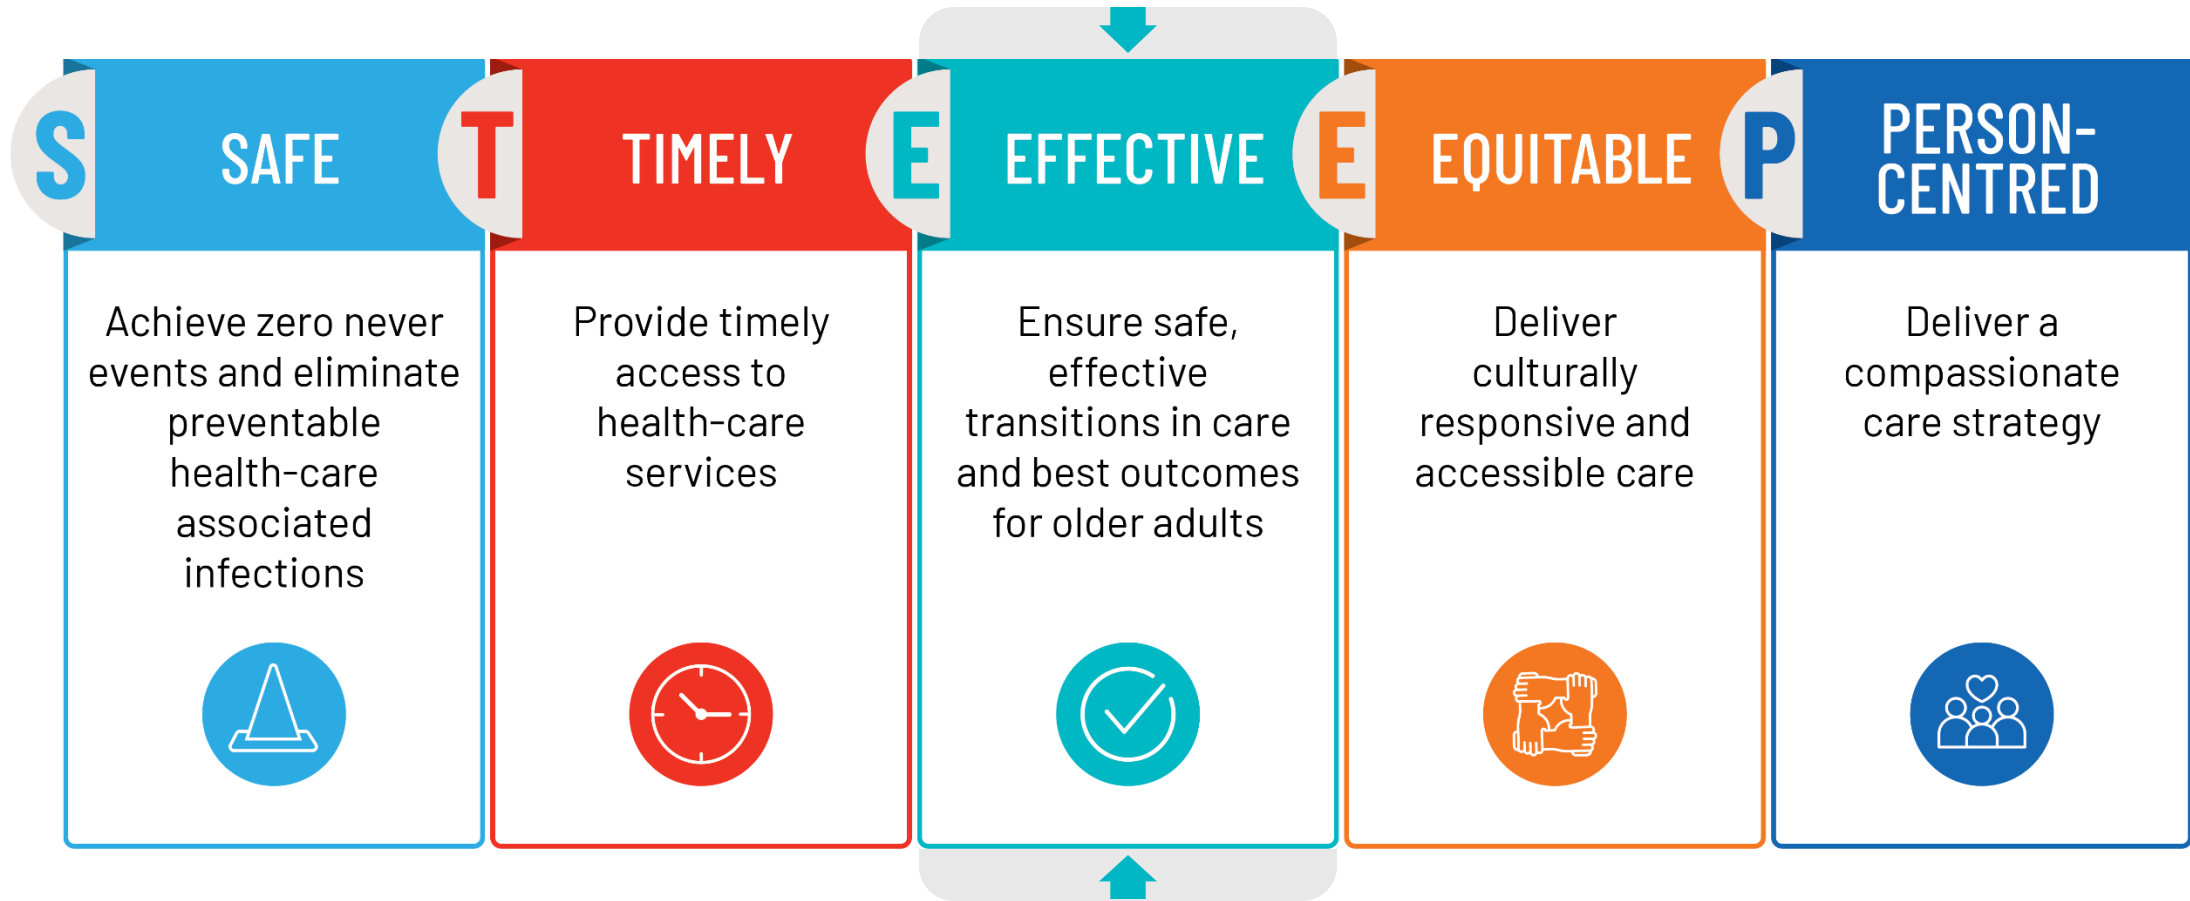 S
SAFE
Achieve zero never
events and eliminate
preventable
health-care
associated
infections
T
TIMELY
Provide timely
access to
health-care
services
E
EFFECTIVE
Ensure safe,
effective
transitions in care
and best outcomes
for older adults
E
EQUITABLE
Deliver
culturally
responsive and
accessible care
P
PERSON-
CENTRED
Deliver a
compassionate
care strategy